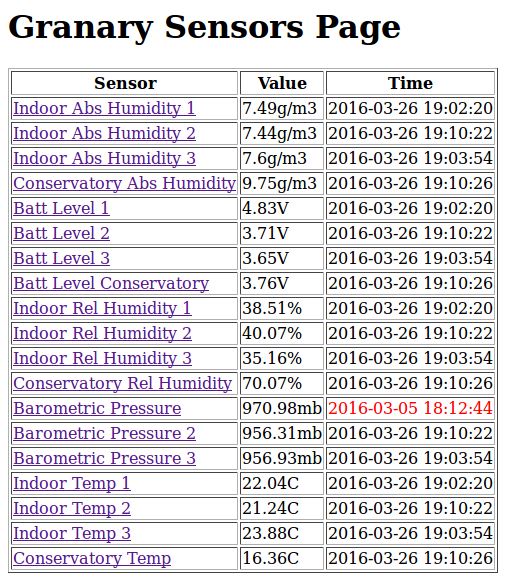 Granary Sensors Page
Sensor Value Time
Indoor Abs Humidity 1 7.49g/m3 2016-03-26 19:02:20
Indoor Abs Humidity 2 7.44g/m3 2016-03-26 19:10:22
Indoor Abs Humidity 3 7.6g/m3 2016-03-26 19:03:54
Conservatory Abs Humidity 9.75g/m3 2016-03-26 19:10:26
Batt Level 1 4.83V 2016-03-26 19:02:20
Batt Level 2 3.71V 2016-03-26 19:10:22
Batt Level 3 3.65V 2016-03-26 19:03:54
Batt Level Conservatory 3.76V 2016-03-26 19:10:26
Indoor Rel Humidity 1 38.51% 2016-03-26 19:02:20
Indoor Rel Humidity 2 40.07% 2016-03-26 19:10:22
Indoor Rel Humidity 3 35.16% 2016-03-26 19:03:54
Conservatory Rel Humidity 70.07% 2016-03-26 19:10:26
Barometric Pressure 970.98mb 2016-03-05 18:12:44
Barometric Pressure 2 956.31mb 2016-03-26 19:10:22
Barometric Pressure 3 956.93mb 2016-03-26 19:03:54
Indoor Temp 1 22.04C 2016-03-26 19:02:20
Indoor Temp 2 21.24C 2016-03-26 19:10:22
Indoor Temp 3 23.88C 2016-03-26 19:03:54
Conservatory Temp 16.36C 2016-03-26 19:10:26